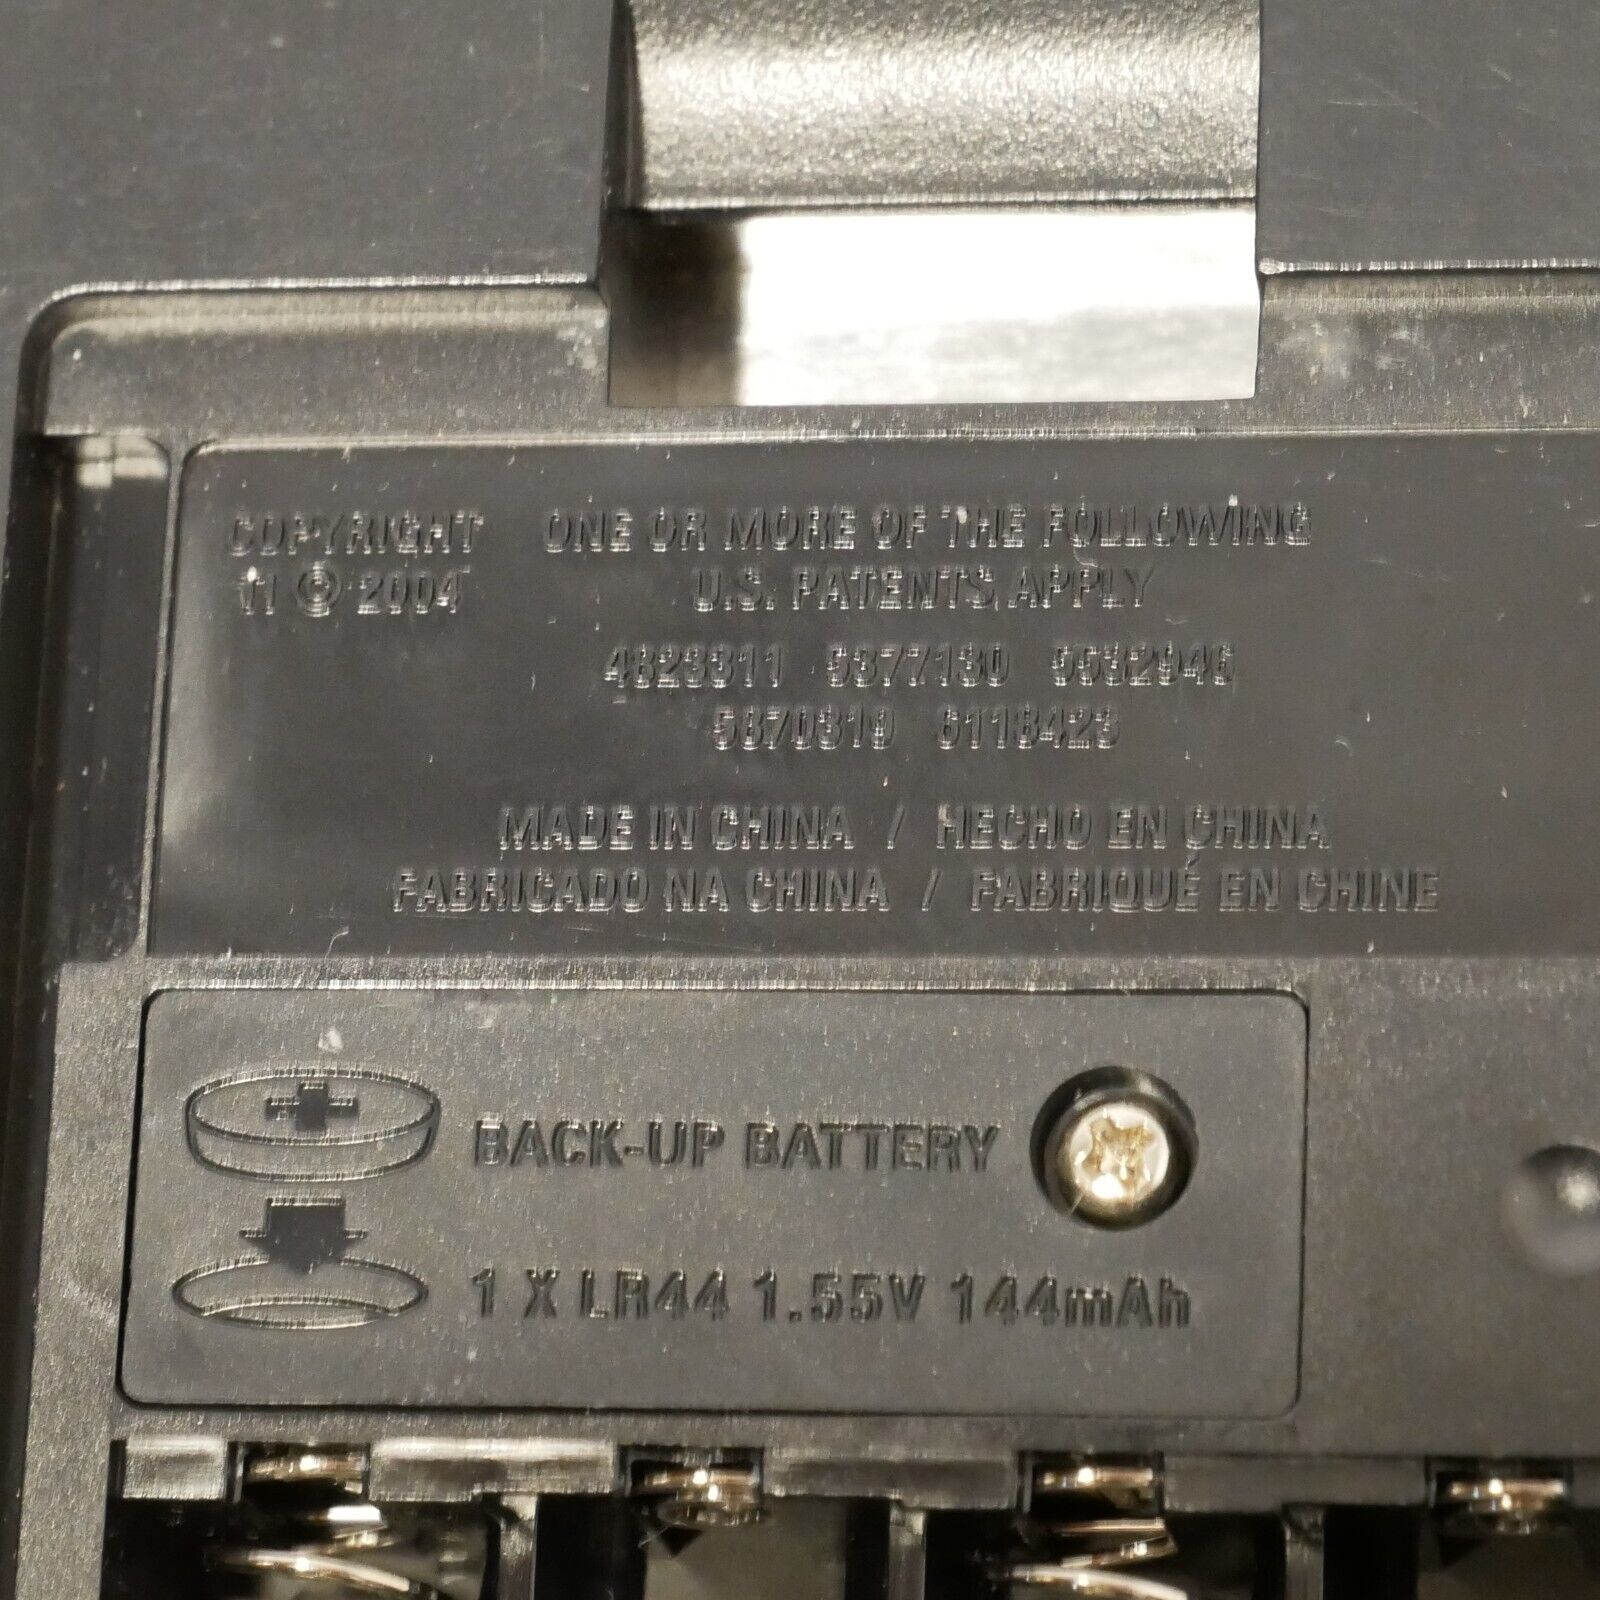 COPYRIGHT
TI © 2004
ONE OR MORE OF THE FOLLOWING
U.S. PATENTS APPLY
4823311 5377130 5532946
5870319 6118423
MADE IN CHINA / HECHO EN CHINA
FABRICADO NA CHINA / FABRIQUÉ EN CHINE
BACK-UP BATTERY
1 X LR44 1.55V 144mAh